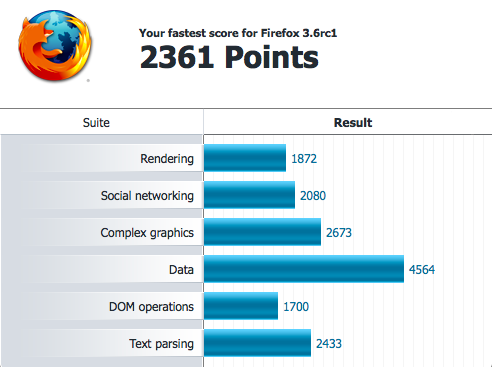 Your fastest score for Firefox 3.6rc1
2361 Points
Suite Result
Rendering 1872
Social networking 2080
Complex graphics 2673
Data 4564
DOM operations 1700
Text parsing 2433